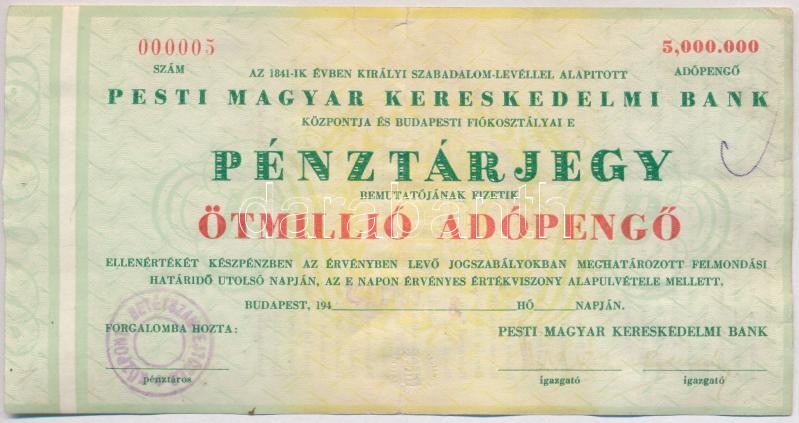 000005
5,000.000
SZÁM
ADÓPENGŐ
AZ 1841-IK ÉVBEN KIRÁLYI SZABADALOM-LEVÉLLEL ALAPITOTT
PESTI MAGYAR KERESKEDELMI BANK
KÖZPONTJA ÉS BUDAPESTI FIÓKOSZTÁLYAI E
PÉNZTÁRJEGY
BEMUTATÓJÁNAK FIZETIK
darabanth
ÖTMILLIÓ ADÓPENGŐ
ELLENÉRTÉKÉT KÉSZPÉNZBEN AZ ÉRVÉNYBEN LEVŐ JOGSZABÁLYOKBAN MEGHATÁROZOTT FELMONDÁSI
HATÁRIDŐ UTOLSÓ NAPJÁN, AZ E NAPON ÉRVÉNYES ÉRTÉKVISZONY ALAPULVÉTELE MELLETT.
BUDAPEST, 194 HÓ NAPJÁN.
FORGALOMBA HOZTA:
PESTI MAGYAR KERESKEDELMI BANK
pénztáros
igazgató
igazgató